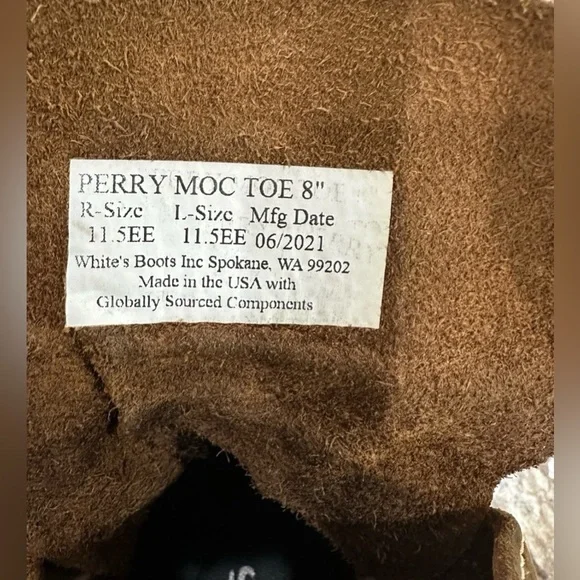 PERRY MOC TOE 8"
R-Size L-Size Mfg Date
11.5EE 11.5EE 06/2021
White's Boots Inc Spokane, WA 99202
Made in the USA with
Globally Sourced Components